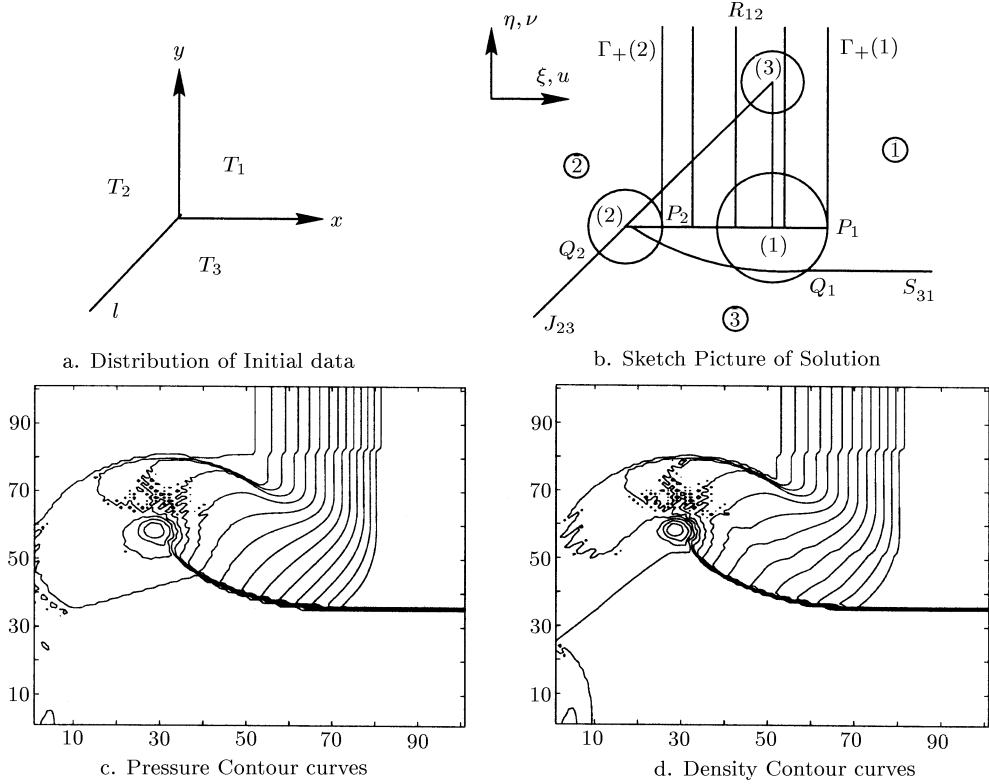 y
T₁
T₂
x
T₃
l
a. Distribution of Initial data
η, ν
ξ, u
R₁₂
Γ₊(2)
Γ₊(1)
(3)
②
①
(2)
P₂
P₁
(1)
Q₂
Q₁
S₃₁
J₂₃
③
b. Sketch Picture of Solution
90
70
50
30
10
10 30 50 70 90
c. Pressure Contour curves
90
70
50
30
10
10 30 50 70 90
d. Density Contour curves